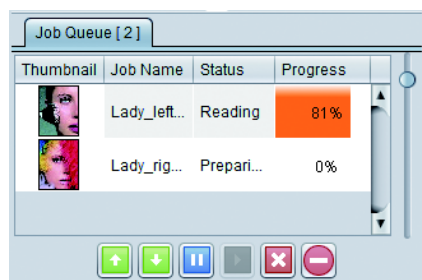 Job Queue [ 2 ]
Thumbnail Job Name Status Progress
Lady_left... Reading 81%
Lady_rig... Prepari... 0%